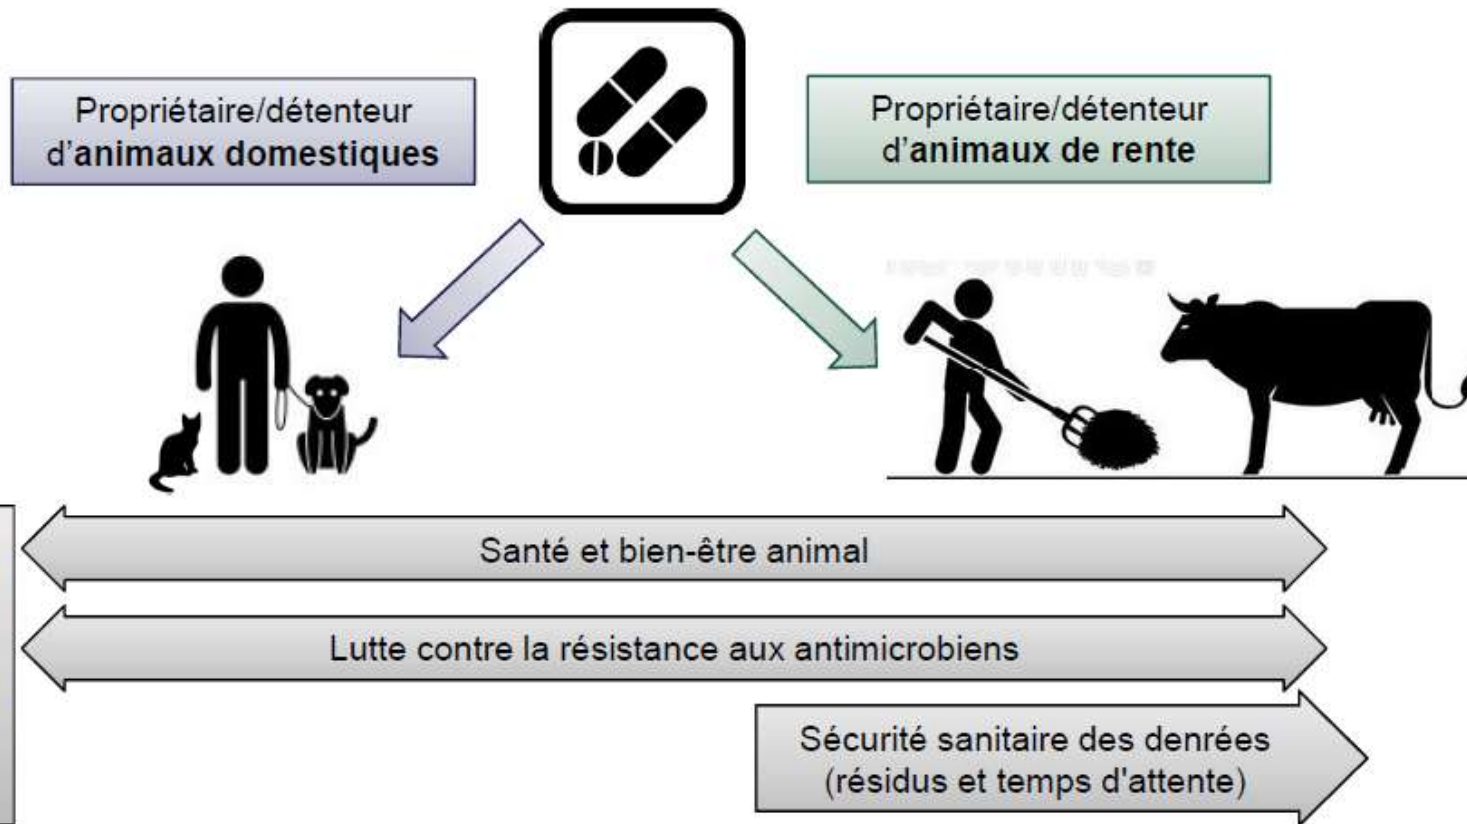 Propriétaire/détenteur
d'animaux domestiques
Propriétaire/détenteur
d'animaux de rente
Santé et bien-être animal
Lutte contre la résistance aux antimicrobiens
Sécurité sanitaire des denrées
(résidus et temps d'attente)